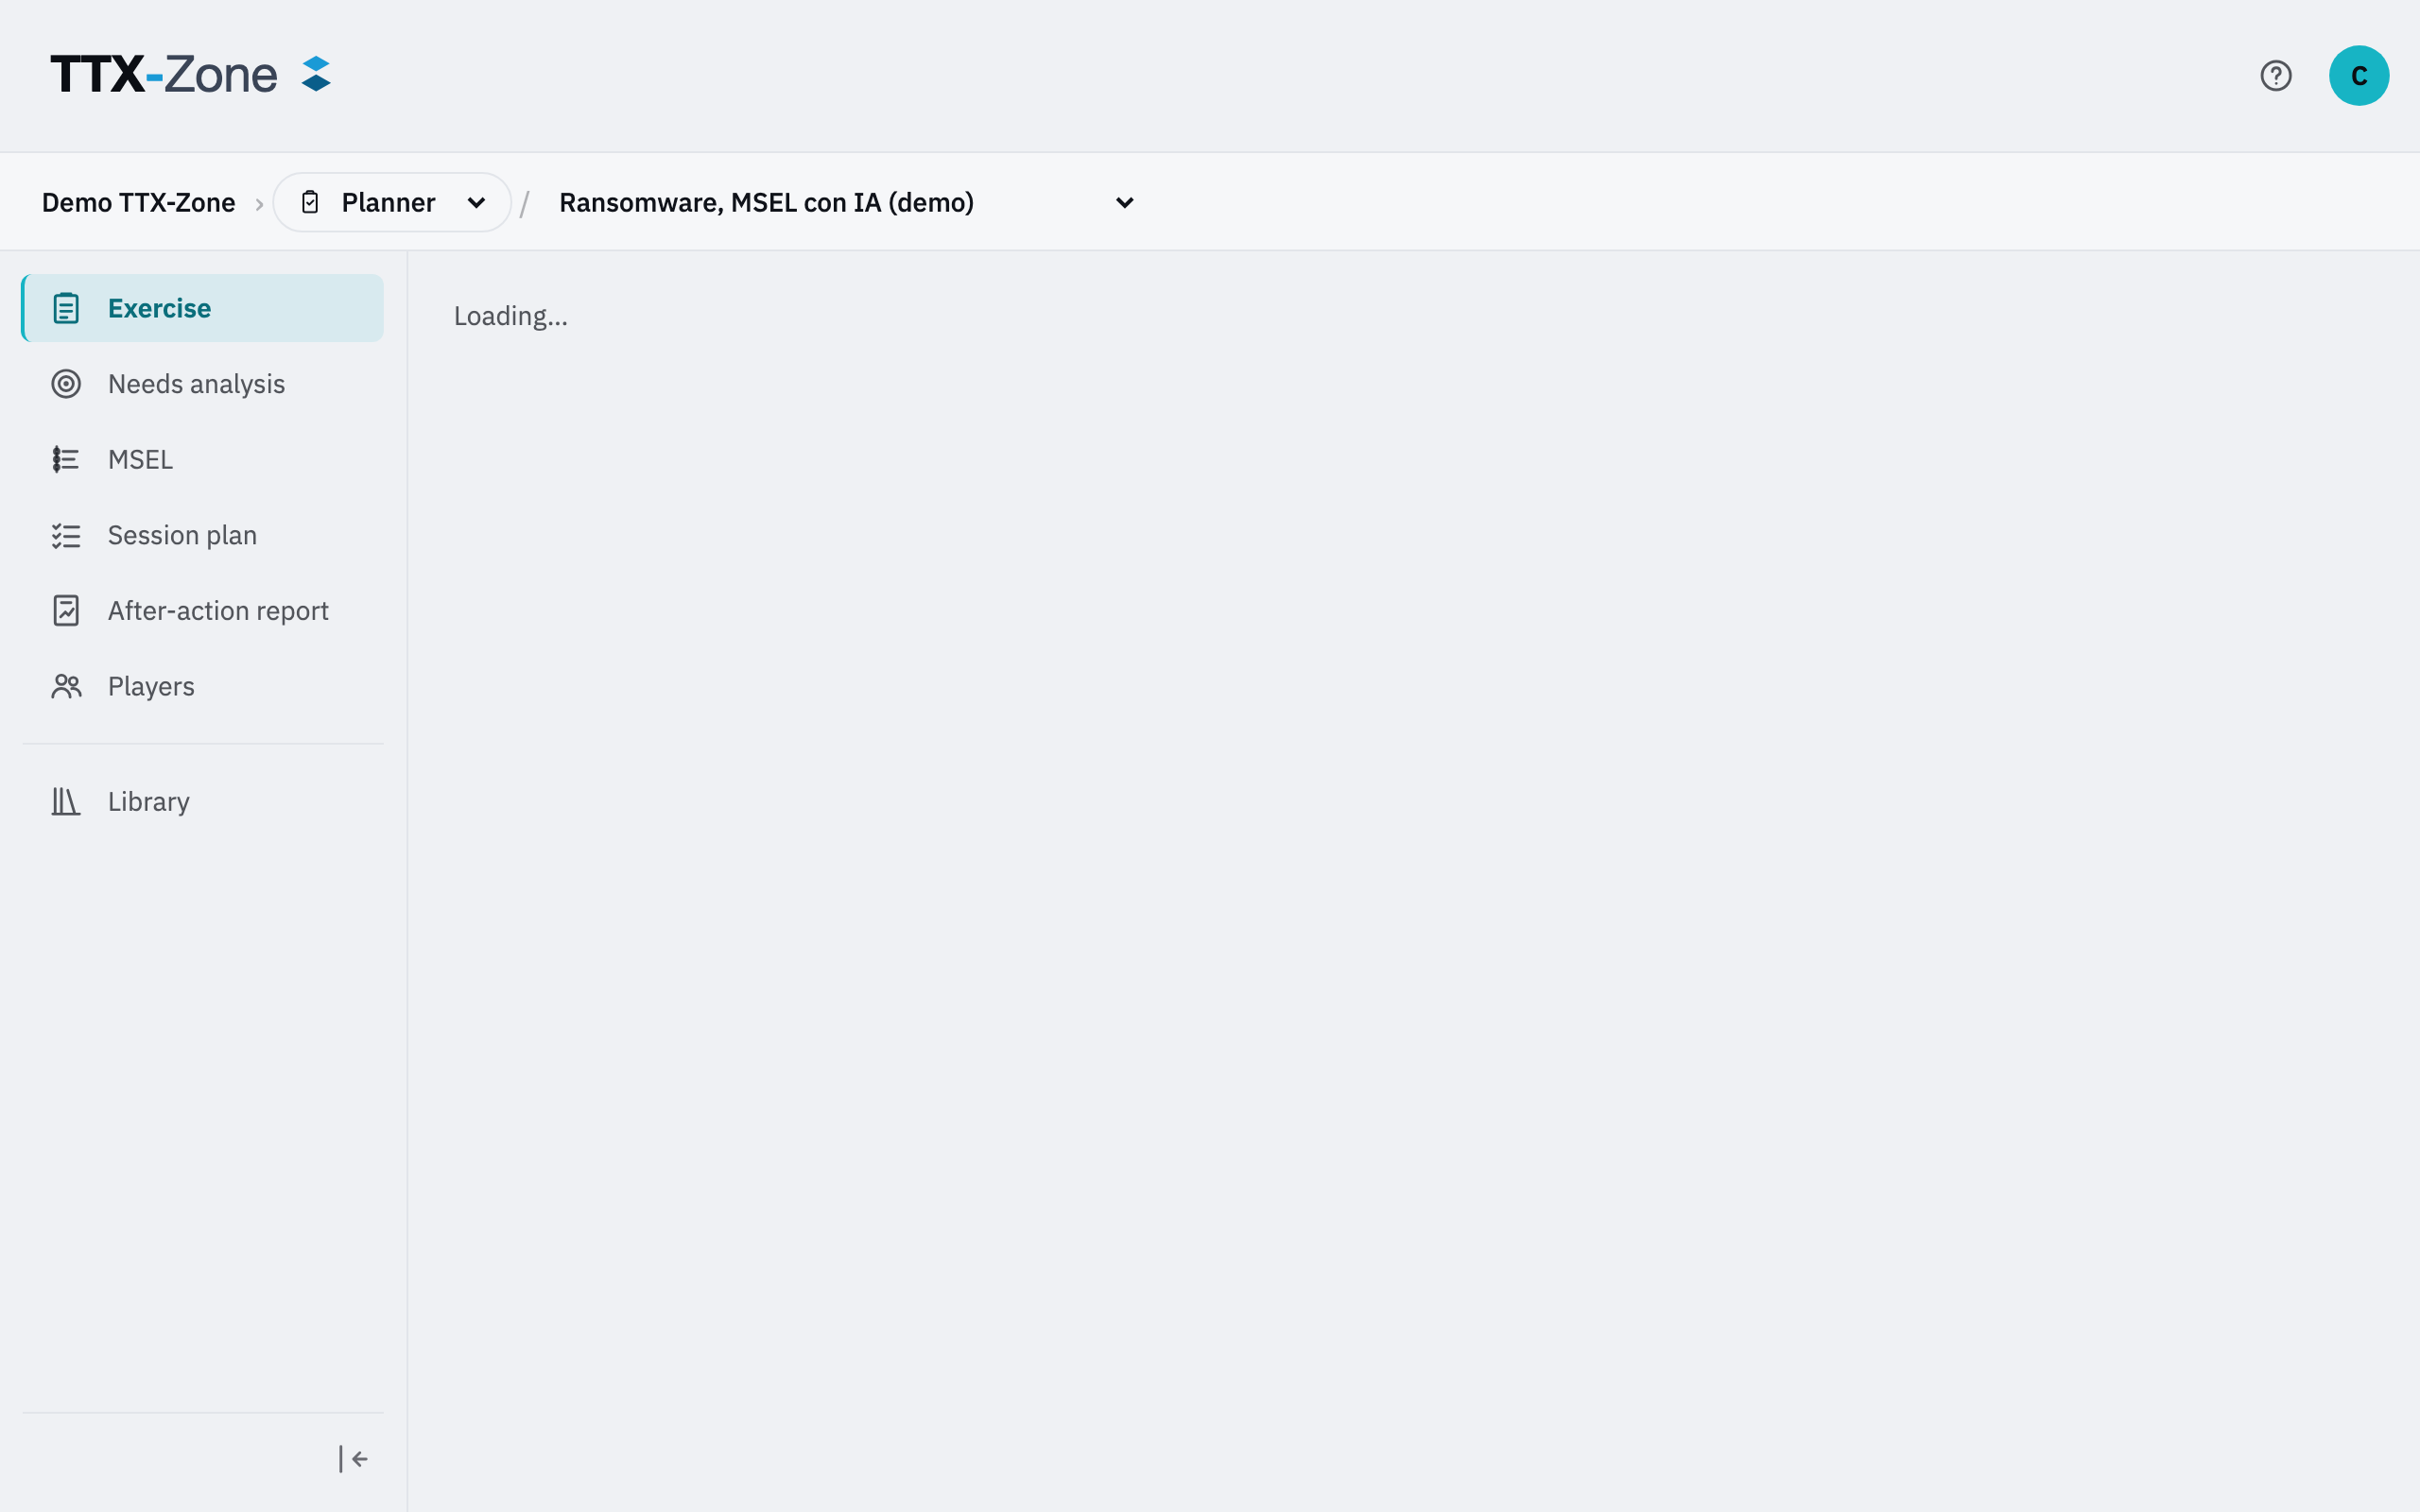 TTX-Zone
C
Demo TTX-Zone › Planner / Ransomware, MSEL con IA (demo)
Exercise
Loading...
Needs analysis
MSEL
Session plan
After-action report
Players
Library